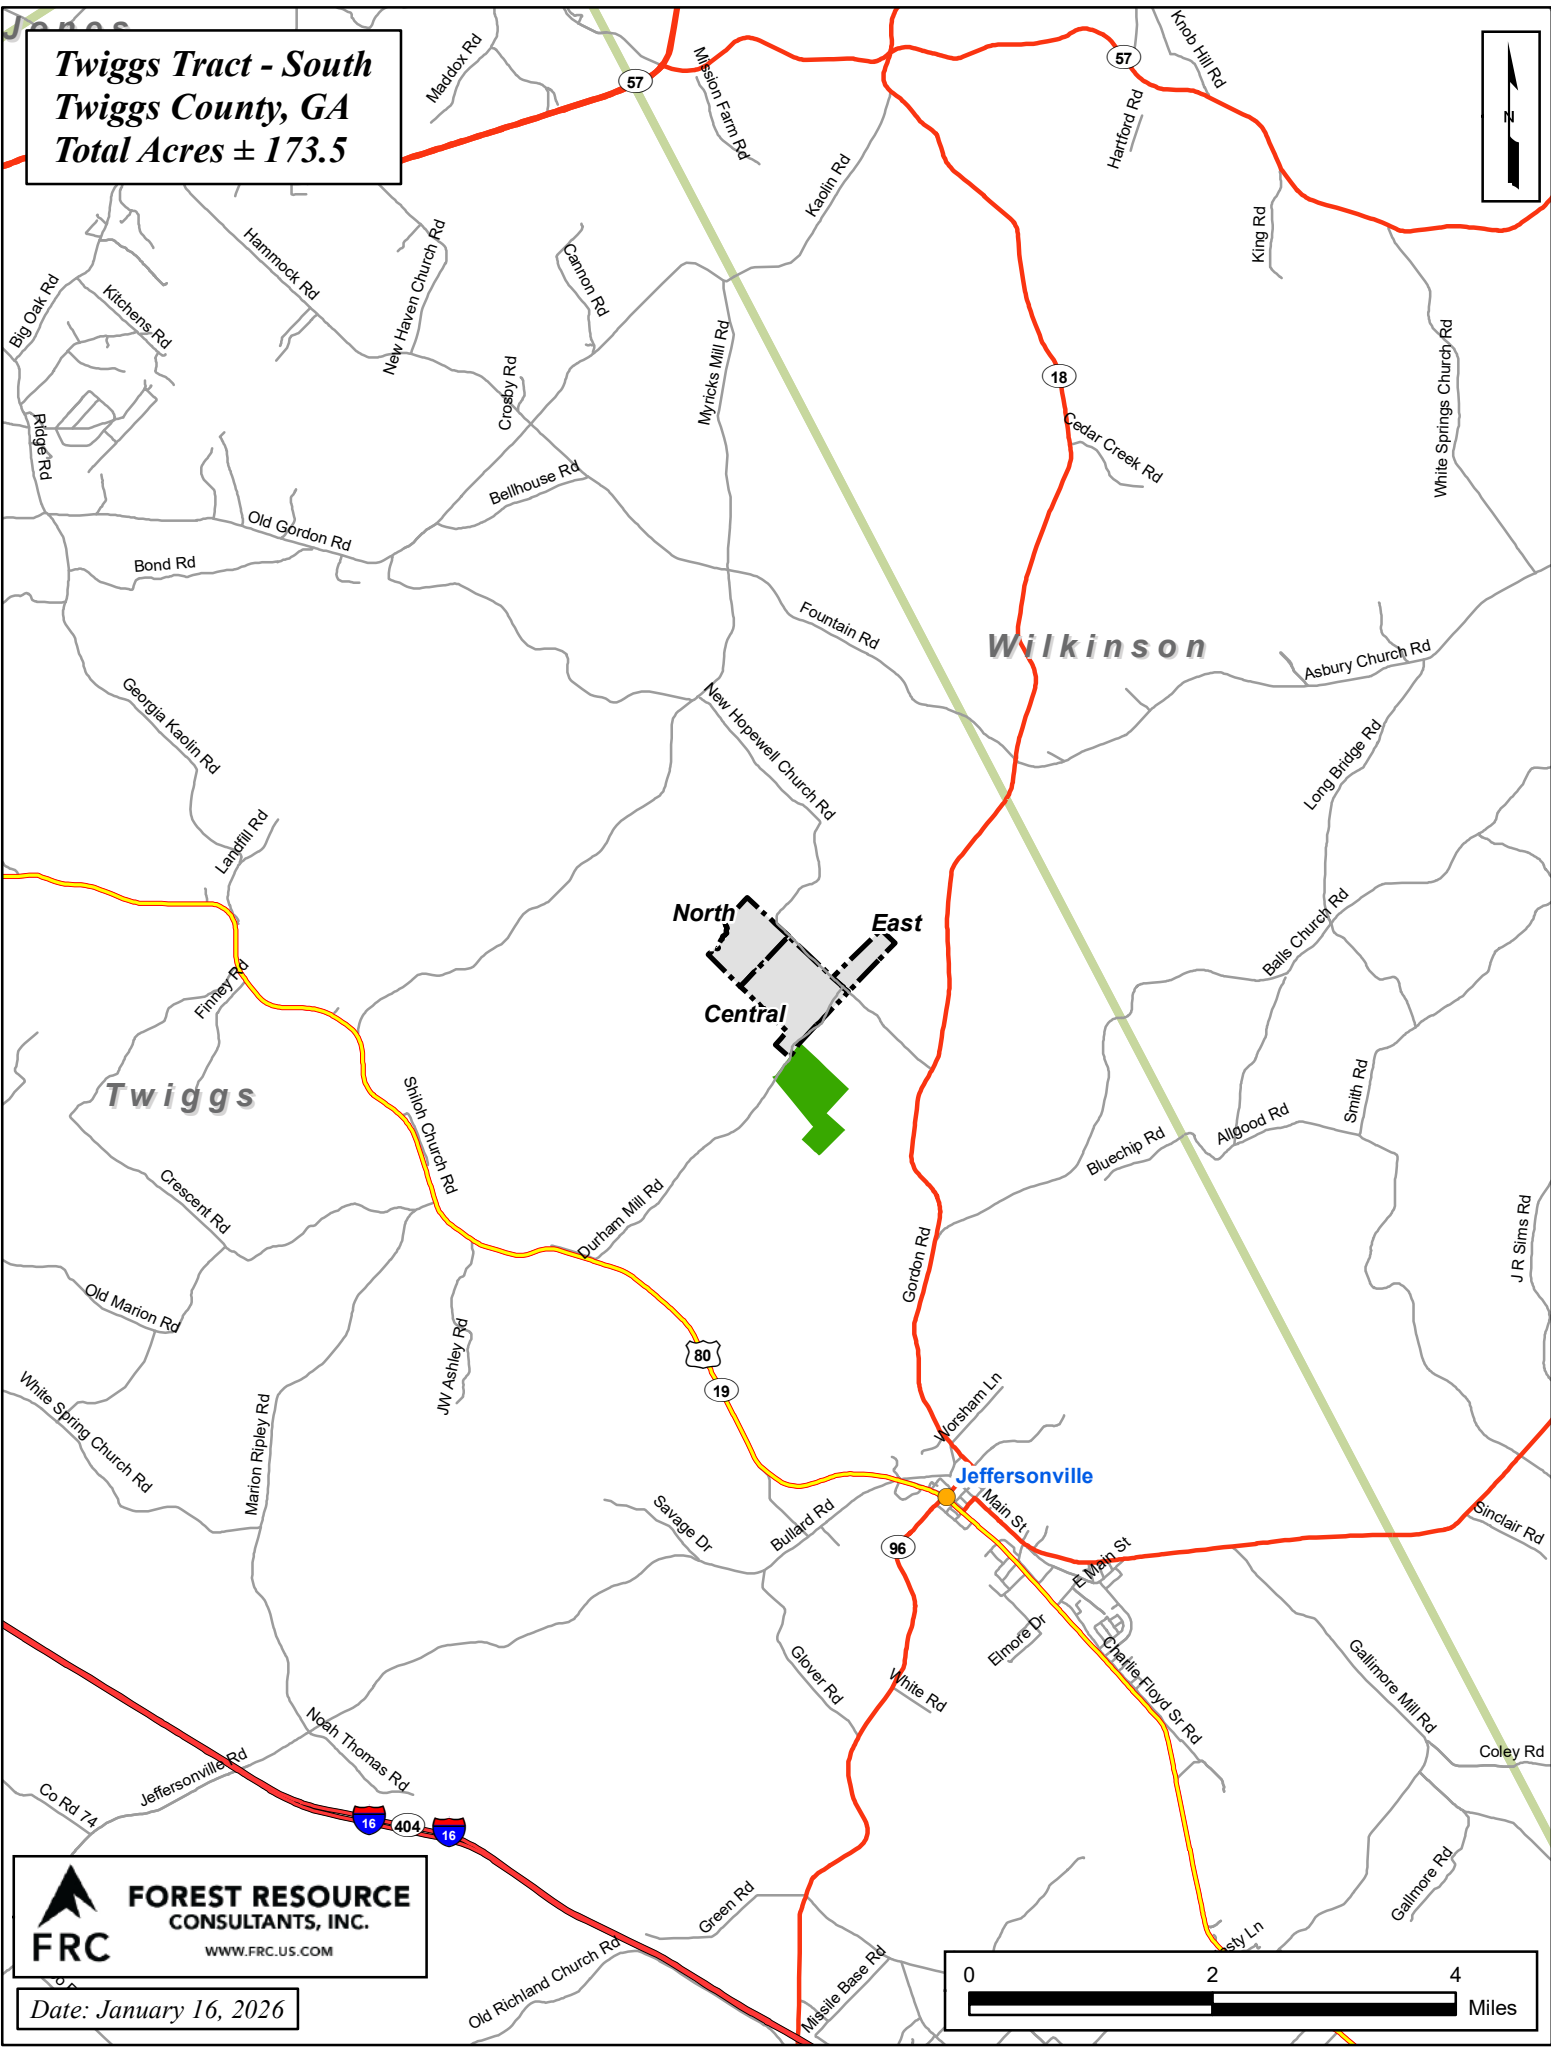 Jones
Twiggs Tract - South
Twiggs County, GA
Total Acres ± 173.5
57
57
N
Maddox Rd
Mission Farm Rd
Knob Hill Rd
Hartford Rd
Kaolin Rd
King Rd
Hammock Rd
New Haven Church Rd
Cannon Rd
Big Oak Rd
Kitchens Rd
Myricks Mill Rd
White Springs Church Rd
Crosby Rd
18
Ridge Rd
Cedar Creek Rd
Bellhouse Rd
Old Gordon Rd
Bond Rd
Fountain Rd
Wilkinson
Asbury Church Rd
Georgia Kaolin Rd
New Hopewell Church Rd
Long Bridge Rd
Landfill Rd
North
East
Balls Church Rd
Finney Rd
Central
Twiggs
Shiloh Church Rd
Smith Rd
Allgood Rd
Bluechip Rd
Crescent Rd
Durham Mill Rd
Gordon Rd
J R Sims Rd
Old Marion Rd
JW Ashley Rd
80
19
White Spring Church Rd
Marion Ripley Rd
Worsham Ln
Jeffersonville
Main St
Savage Dr
Bullard Rd
96
E Main St
Sinclair Rd
Elmore Dr
Glover Rd
White Rd
Charlie Floyd Sr Rd
Gallimore Mill Rd
Noah Thomas Rd
Jeffersonville Rd
Coley Rd
Co Rd 74
16
404
16
Gallmore Rd
Green Rd
Old Richland Church Rd
Missile Base Rd
sty Ln
FRC
FOREST RESOURCE
CONSULTANTS, INC.
WWW.FRC.US.COM
Date: January 16, 2026
0 2 4
Miles